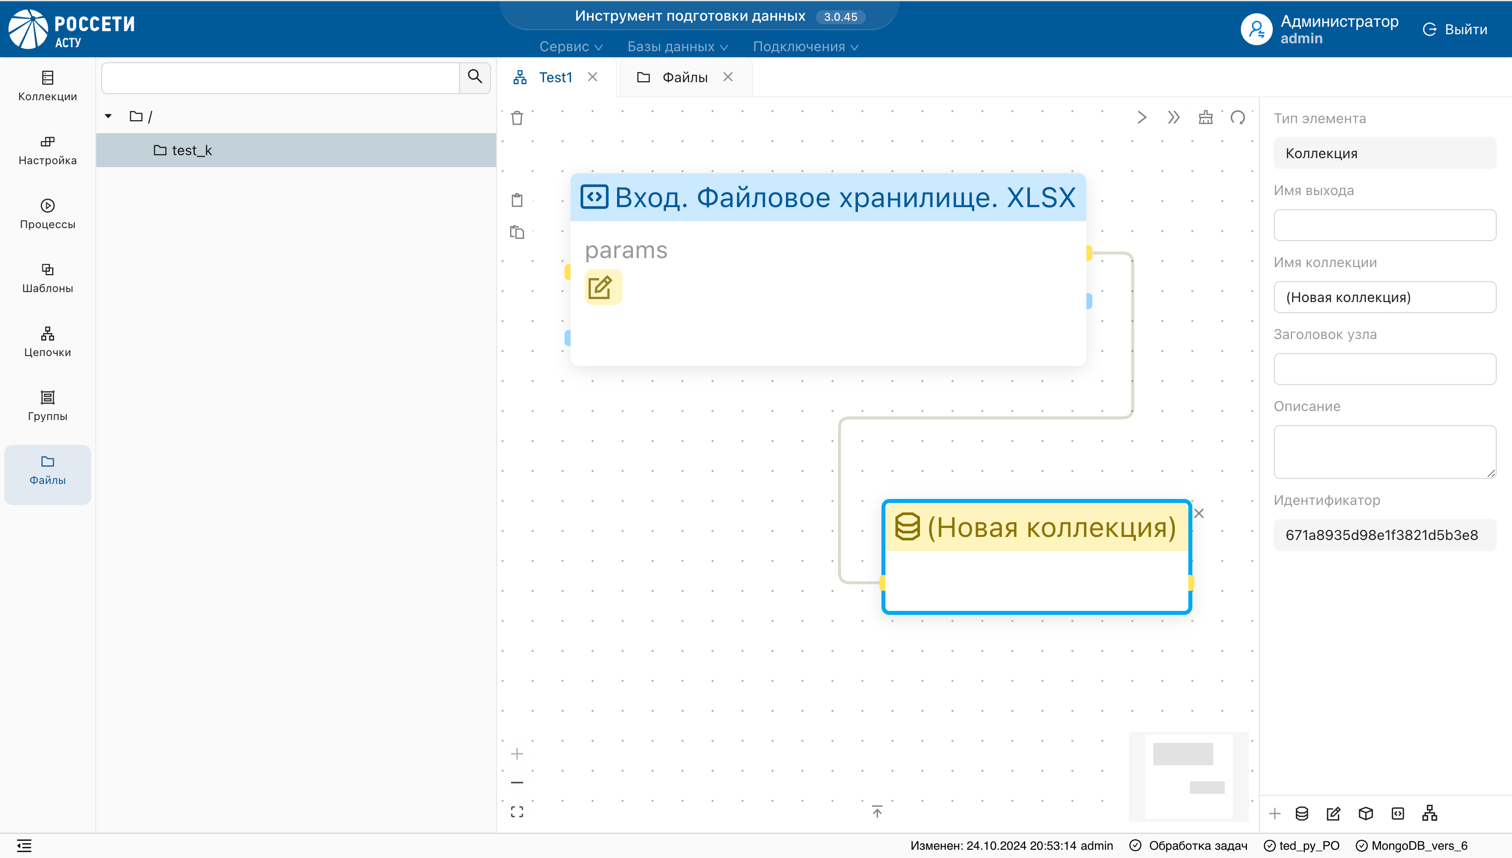 РОССЕТИ
АСТУ
Инструмент подготовки данных 3.0.45
Сервис
Базы данных
Подключения
Администратор
admin
Выйти
Коллекции
Настройка
Процессы
Шаблоны
Цепочки
Группы
Файлы
/
test_k
Test1
Файлы
Вход. Файловое хранилище. XLSX
params
(Новая коллекция)
Тип элемента
Коллекция
Имя выхода
Имя коллекции
(Новая коллекция)
Заголовок узла
Описание
Идентификатор
671a8935d98e1f3821d5b3e8
Изменен: 24.10.2024 20:53:14 admin
Обработка задач
ted_py_PO
MongoDB_vers_6